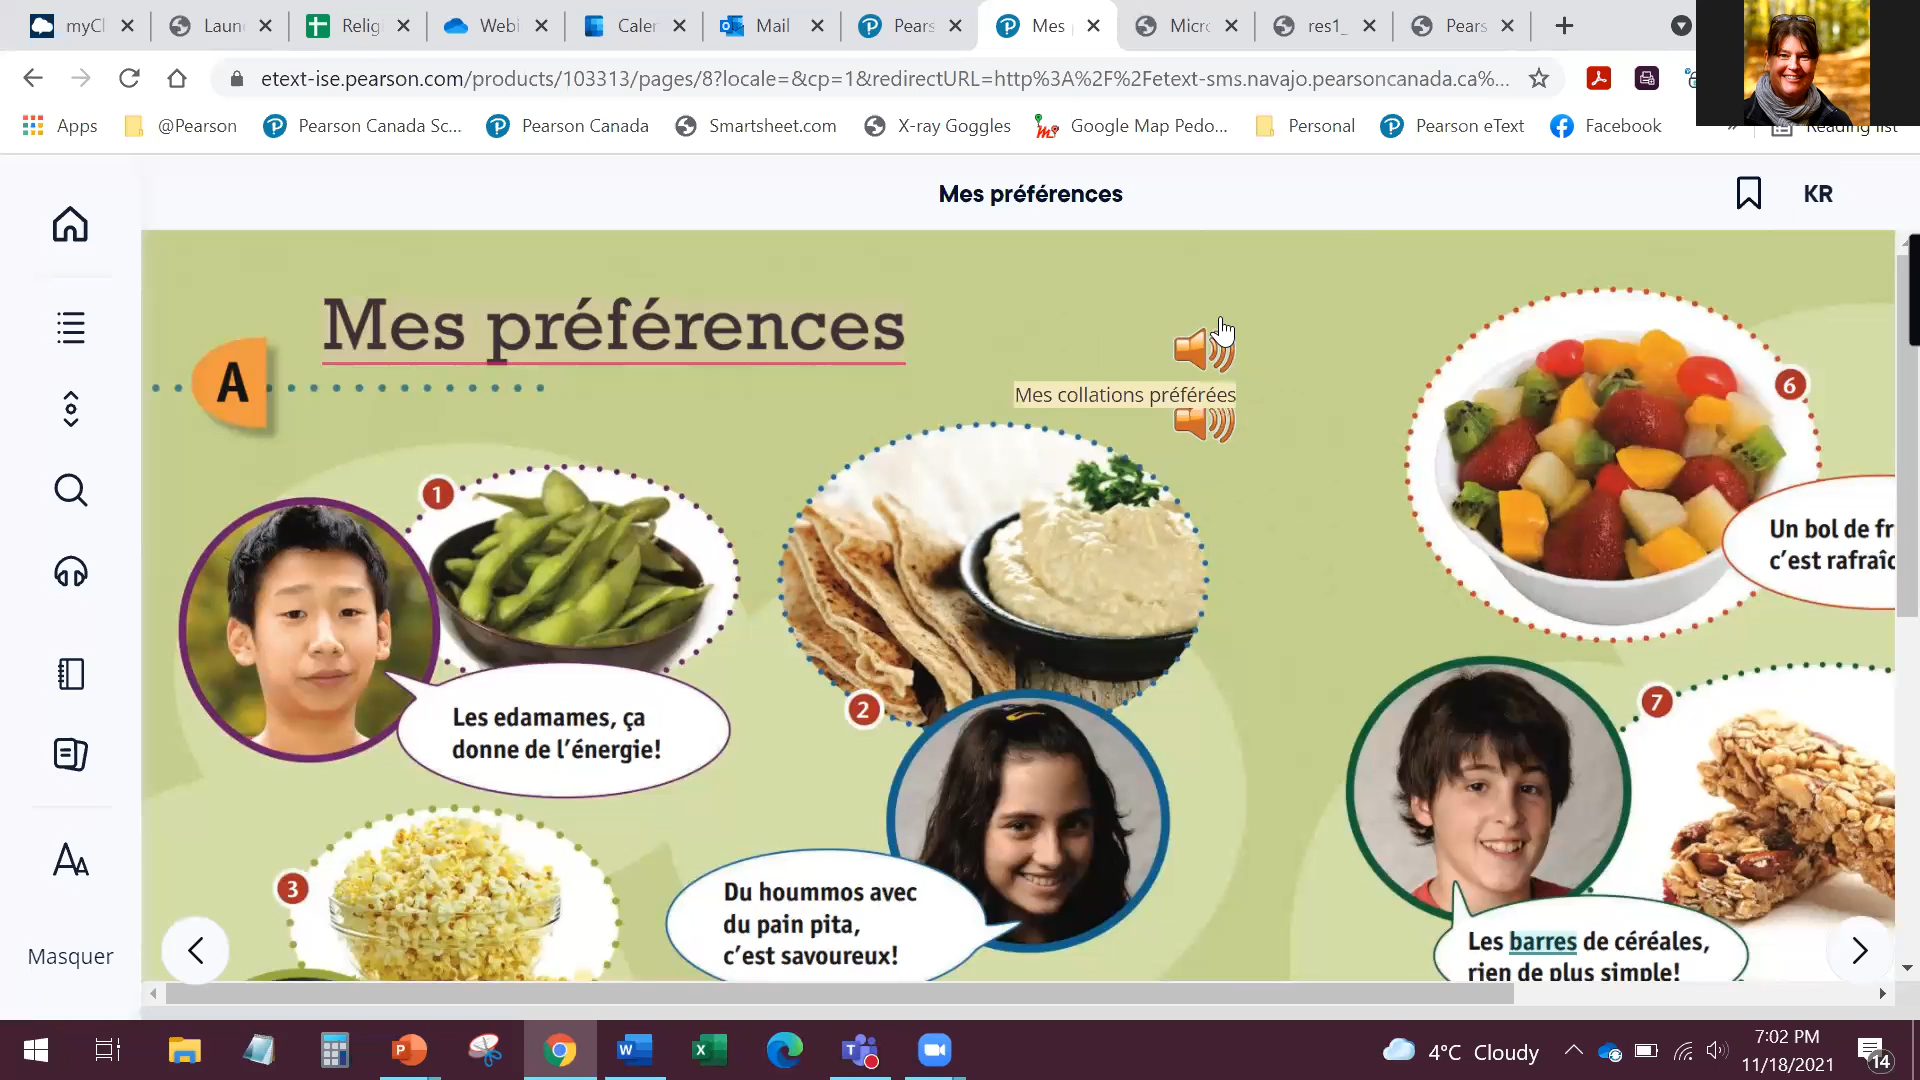 myCl
Laun
Relig
Webi
Caler
Mail
Pears
Mes
Micro
res1_
Pears
etext-ise.pearson.com/products/103313/pages/8?locale=&cp=1&redirectURL=http%3A%2F%2Fetext-sms.navajo.pearsoncanada.ca%...
Apps
@Pearson
Pearson Canada Sc...
Pearson Canada
Smartsheet.com
X-ray Goggles
Google Map Pedo...
Personal
Pearson eText
Facebook
Reading list
Mes préférences
KR
A
Mes préférences
Mes collations préférées
1
Les edamames, ça
donne de l'énergie!
2
Du hoummos avec
du pain pita,
c'est savoureux!
3
6
Un bol de fr
c'est rafraîc
7
Les barres de céréales,
rien de plus simple!
Masquer
4°C Cloudy
7:02 PM
11/18/2021
14